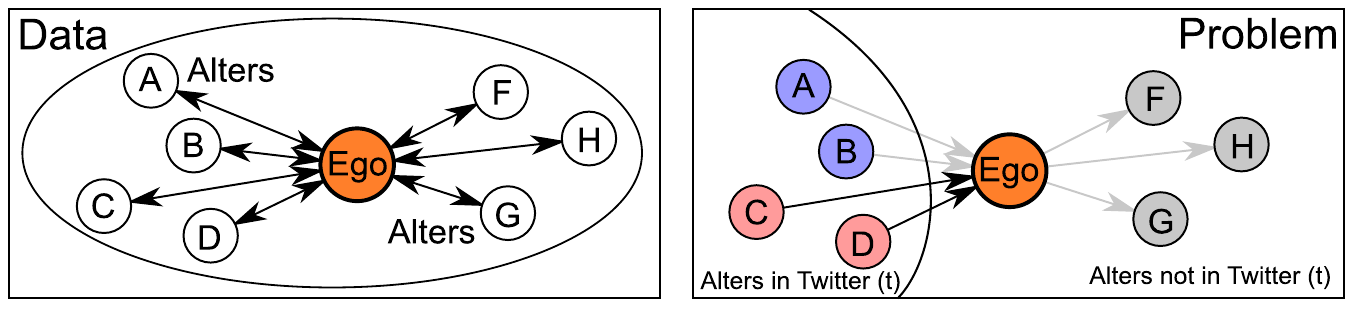 Data
A
Alters
F
B
H
Ego
C
G
D
Alters
Problem
A
F
B
H
Ego
C
G
D
Alters in Twitter (t)
Alters not in Twitter (t)